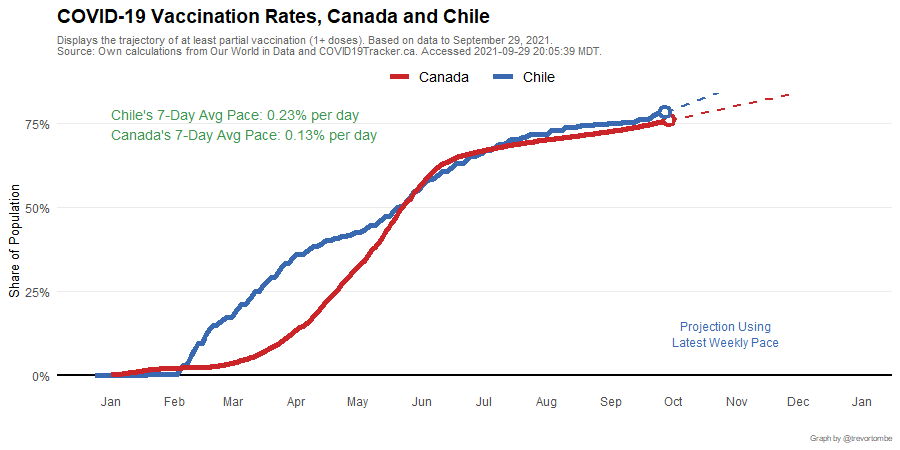 COVID-19 Vaccination Rates, Canada and Chile
Displays the trajectory of at least partial vaccination (1+ doses). Based on data to September 29, 2021.
Source: Own calculations from Our World in Data and COVID19Tracker.ca. Accessed 2021-09-29 20:05:39 MDT.
Canada Chile
Chile's 7-Day Avg Pace: 0.23% per day
Canada's 7-Day Avg Pace: 0.13% per day
75%
50%
25%
0%
Share of Population
Projection Using
Latest Weekly Pace
Jan Feb Mar Apr May Jun Jul Aug Sep Oct Nov Dec Jan
Graph by @trevortombe